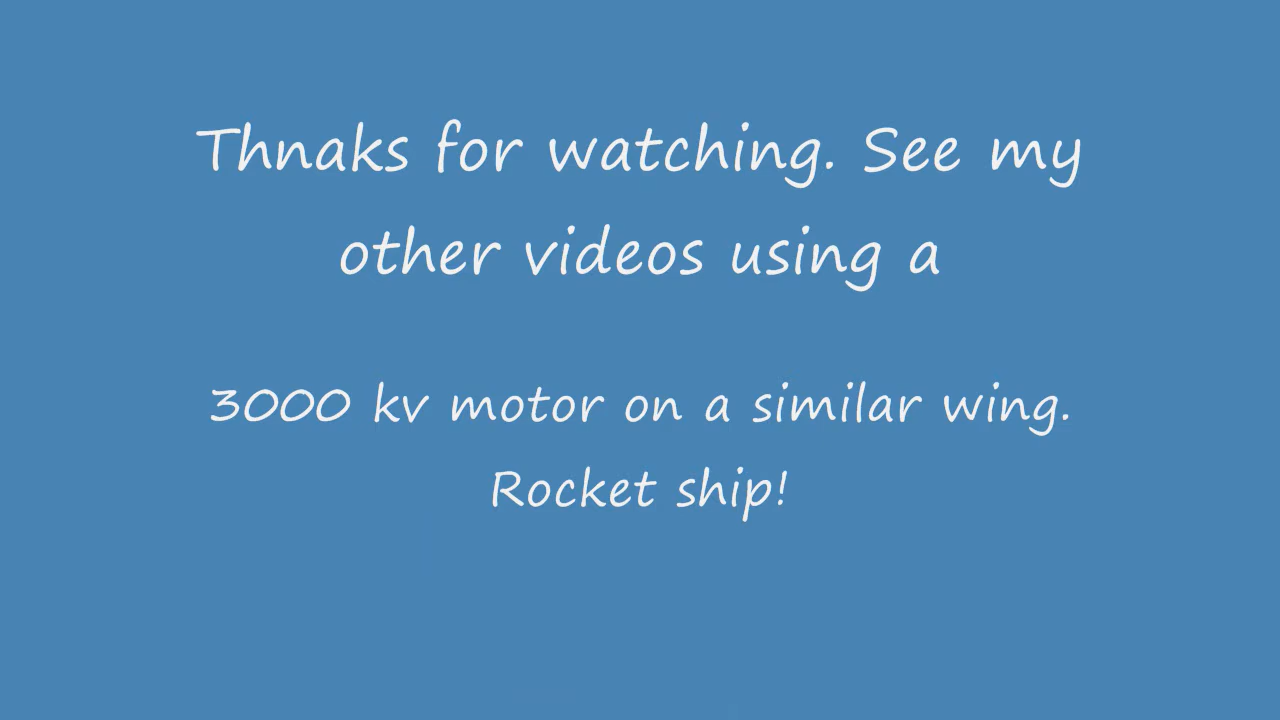 Thnaks for watching. See my
other videos using a
3000 kv motor on a similar wing.
Rocket ship!